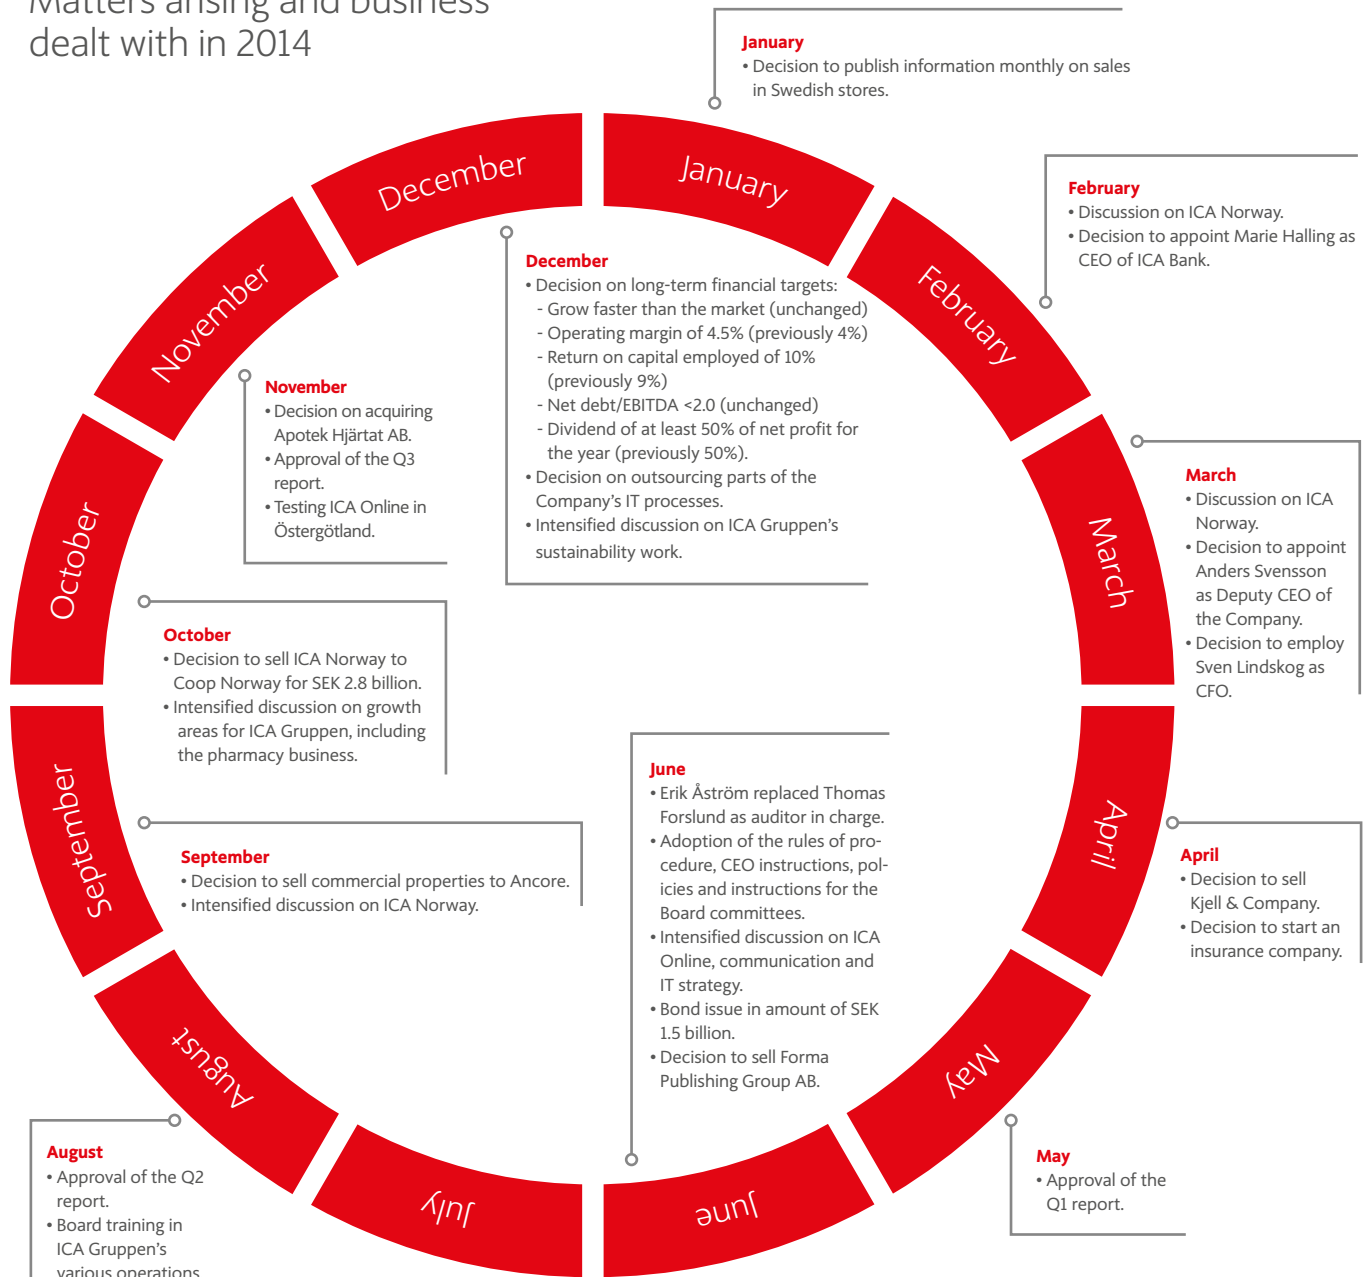 Matters arising and business
dealt with in 2014
January
• Decision to publish information monthly on sales
in Swedish stores.
February
• Discussion on ICA Norway.
• Decision to appoint Marie Halling as
CEO of ICA Bank.
March
• Discussion on ICA
Norway.
• Decision to appoint
Anders Svensson
as Deputy CEO of
the Company.
• Decision to employ
Sven Lindskog as
CFO.
April
• Decision to sell
Kjell & Company.
• Decision to start an
insurance company.
May
• Approval of the
Q1 report.
June
• Erik Åström replaced Thomas
Forslund as auditor in charge.
• Adoption of the rules of pro-
cedure, CEO instructions, pol-
icies and instructions for the
Board committees.
• Intensified discussion on ICA
Online, communication and
IT strategy.
• Bond issue in amount of SEK
1.5 billion.
• Decision to sell Forma
Publishing Group AB.
August
• Approval of the Q2
report.
• Board training in
ICA Gruppen's
various operations
September
• Decision to sell commercial properties to Ancore.
• Intensified discussion on ICA Norway.
October
• Decision to sell ICA Norway to
Coop Norway for SEK 2.8 billion.
• Intensified discussion on growth
areas for ICA Gruppen, including
the pharmacy business.
November
• Decision on acquiring
Apotek Hjärtat AB.
• Approval of the Q3
report.
• Testing ICA Online in
Östergötland.
December
• Decision on long-term financial targets:
- Grow faster than the market (unchanged)
- Operating margin of 4.5% (previously 4%)
- Return on capital employed of 10%
(previously 9%)
- Net debt/EBITDA <2.0 (unchanged)
- Dividend of at least 50% of net profit for
the year (previously 50%).
• Decision on outsourcing parts of the
Company's IT processes.
• Intensified discussion on ICA Gruppen's
sustainability work.
January
February
March
April
May
June
July
August
September
October
November
December